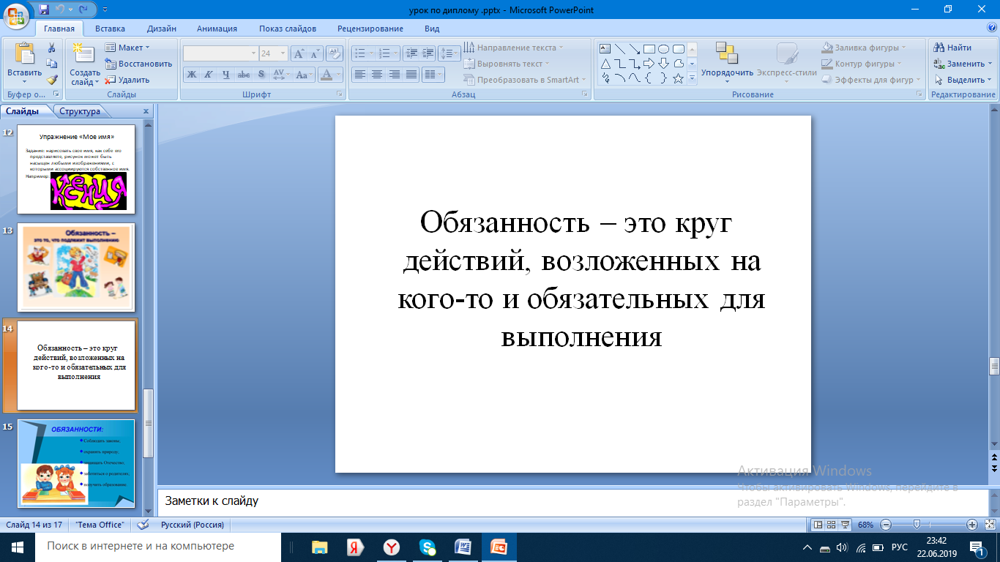 урок по диплому .pptx - Microsoft PowerPoint
Главная
Вставка
Дизайн
Анимация
Показ слайдов
Рецензирование
Вид
Вставить
Буфер о...
Создать слайд
Макет
Восстановить
Удалить
Слайды
24
Ж К Ч abc S AV Aa A
Шрифт
Направление текста
Выровнять текст
Преобразовать в SmartArt
Абзац
Упорядочить
Экспресс-стили
Заливка фигуры
Контур фигуры
Эффекты для фигур
Рисование
Найти
Заменить
Выделить
Редактирование
Слайды
Структура
x
12
Упражнение «Мое имя»
Задание: нарисовать свое имя, как себе его
представляете, рисунок может быть
насыщен любыми изображениями, с
которыми ассоциируются собственное имя.
Например:
Ксения
13
Обязанность –
это то, что подлежит выполнению
14
Обязанность – это круг
действий, возложенных на
кого-то и обязательных для
выполнения
15
ОБЯЗАННОСТИ:
Соблюдать законы;
охранять природу;
защищать Отечество;
заботиться о родителях;
получить образование.
Обязанность – это круг
действий, возложенных на
кого-то и обязательных для
выполнения
Активация Windows
Чтобы активировать Windows, перейдите в
раздел "Параметры".
Заметки к слайду
Слайд 14 из 17
"Тема Office"
Русский (Россия)
68%
Поиск в интернете и на компьютере
РУС
23:42
22.06.2019
1